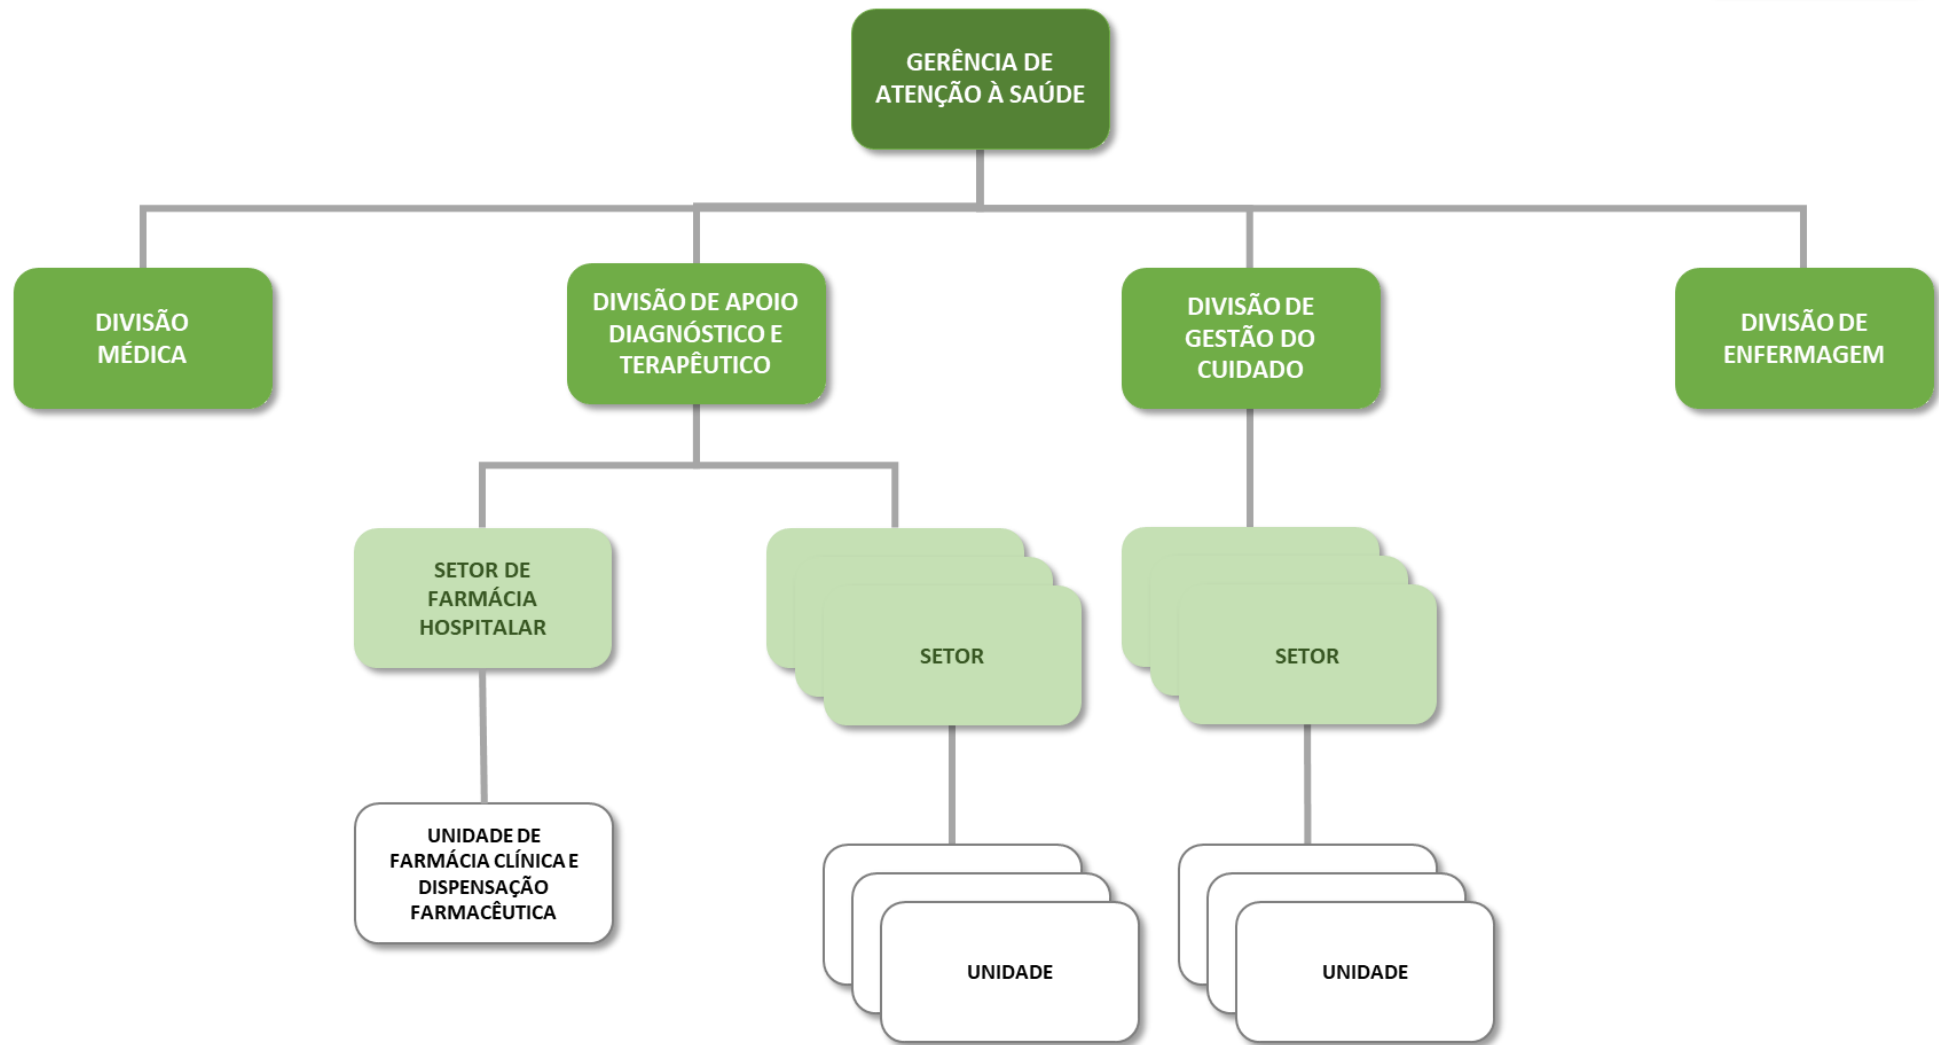 GERÊNCIA DE
ATENÇÃO À SAÚDE
DIVISÃO
MÉDICA
DIVISÃO DE APOIO
DIAGNÓSTICO E
TERAPÊUTICO
DIVISÃO DE
GESTÃO DO
CUIDADO
DIVISÃO DE
ENFERMAGEM
SETOR DE
FARMÁCIA
HOSPITALAR
SETOR
SETOR
UNIDADE DE
FARMÁCIA CLÍNICA E
DISPENSAÇÃO
FARMACÊUTICA
UNIDADE
UNIDADE